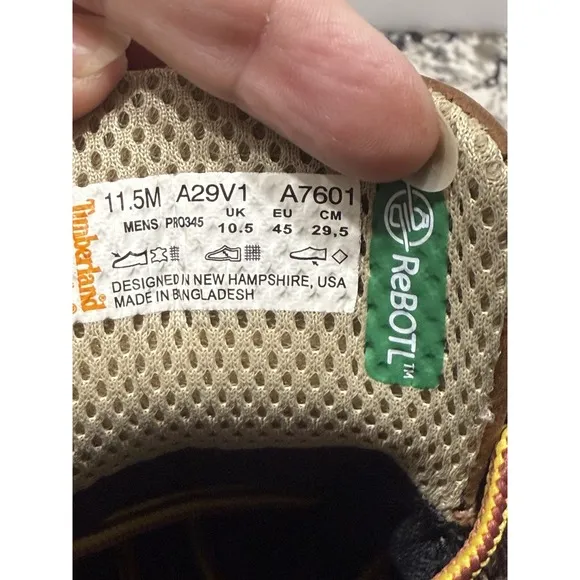 11.5M A29V1 A7601
MENS PRO345 UK EU CM
10.5 45 29,5
DESIGNED IN NEW HAMPSHIRE, USA
MADE IN BANGLADESH
Timberland
ReBOTL™